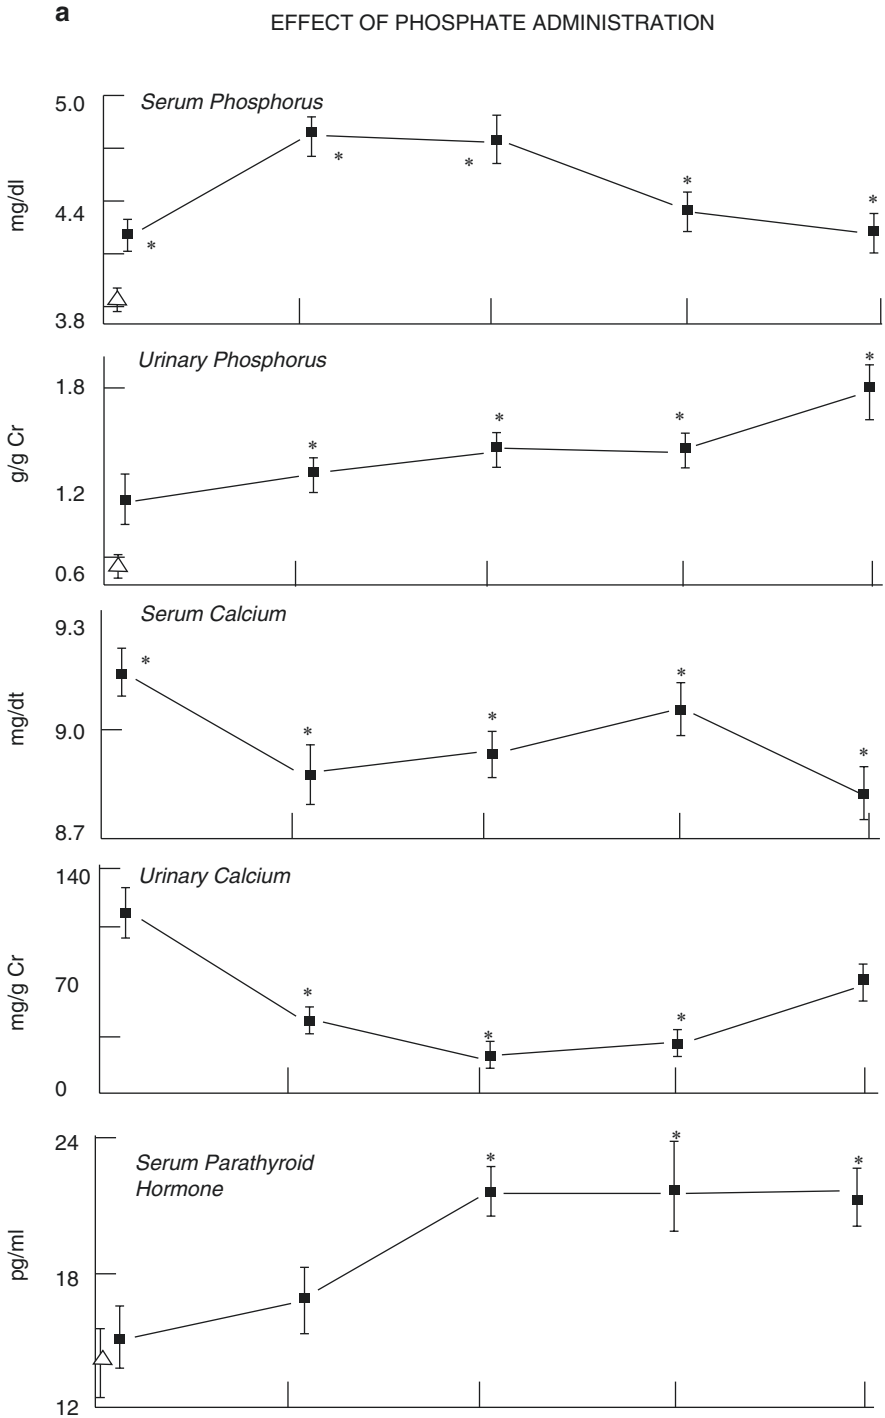 a
EFFECT OF PHOSPHATE ADMINISTRATION
Serum Phosphorus
5.0
mg/dl
4.4
3.8
*
*
*
*
*
Urinary Phosphorus
1.8
g/g Cr
1.2
0.6
*
*
*
*
Serum Calcium
9.3
mg/dt
9.0
8.7
*
*
*
*
*
Urinary Calcium
140
mg/g Cr
70
0
*
*
*
24
Serum Parathyroid
Hormone
pg/ml
18
12
*
*
*